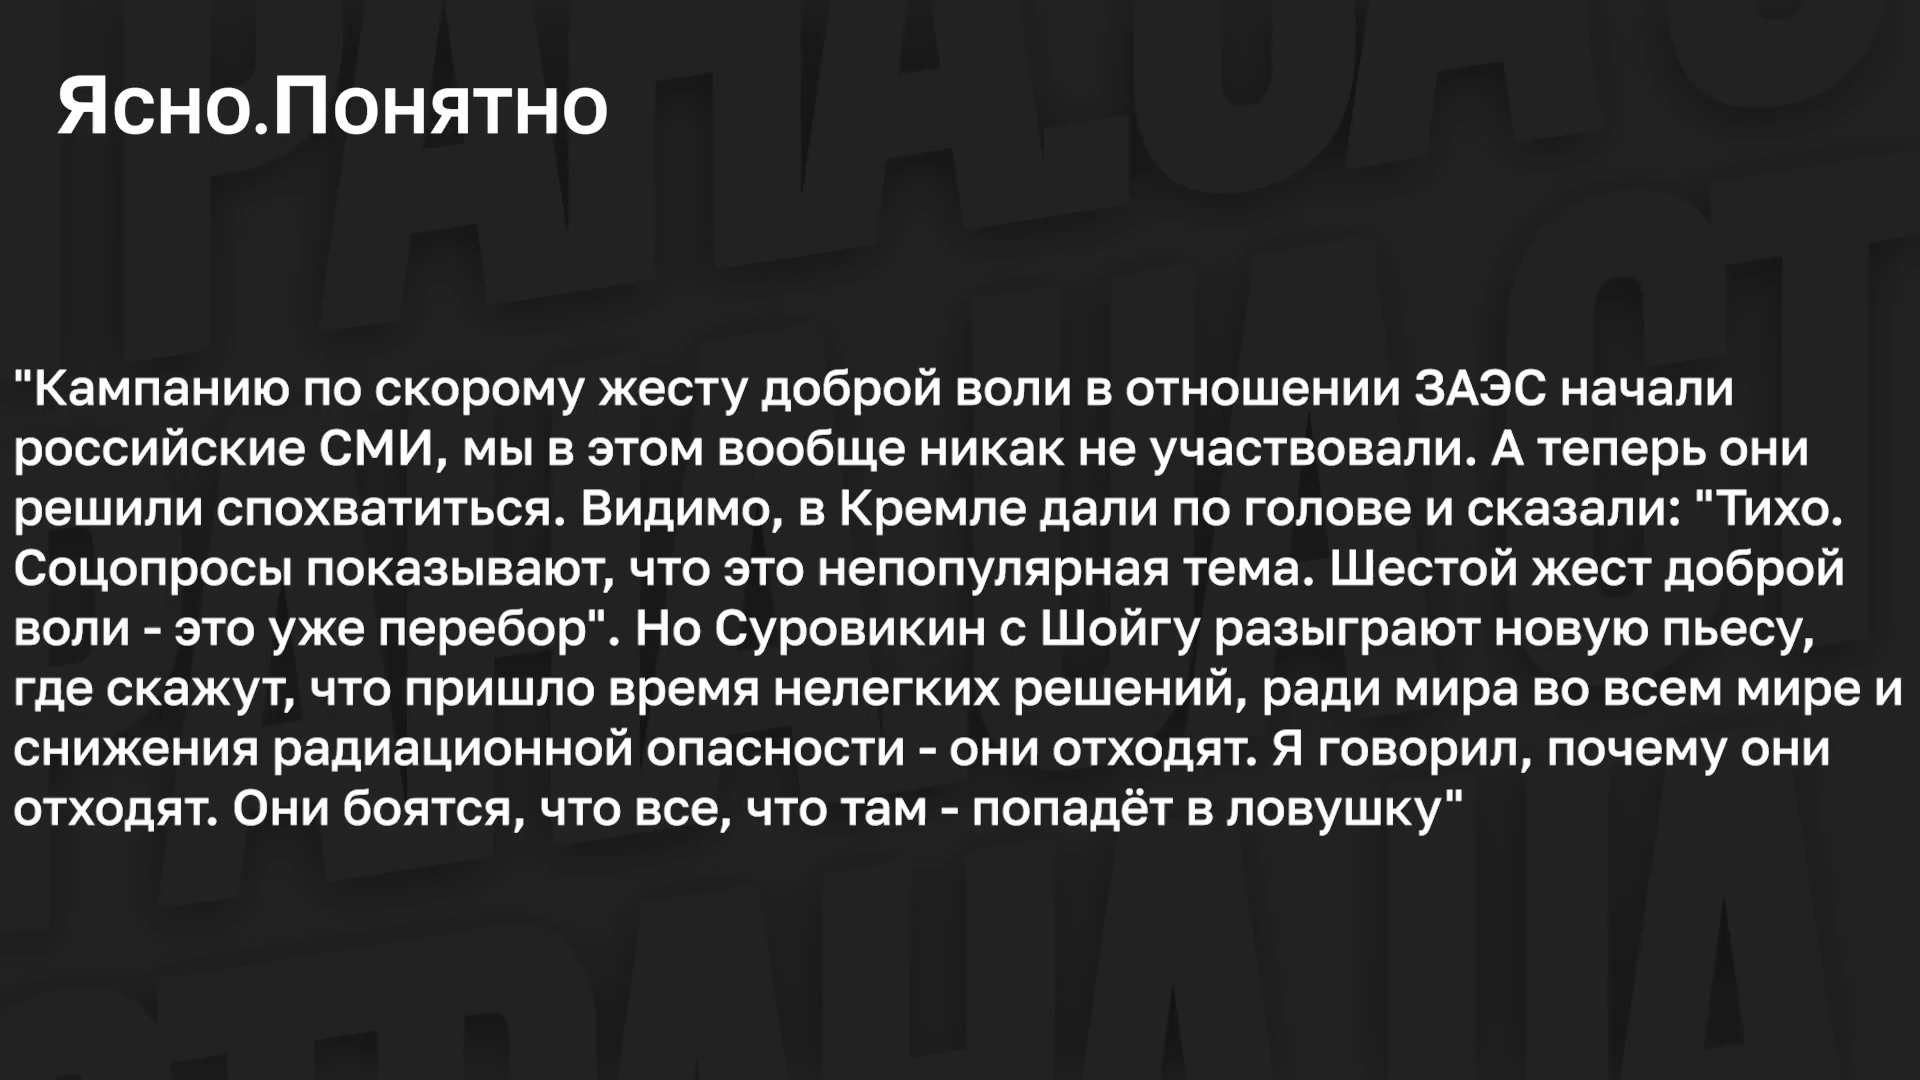 Ясно.Понятно
"Кампанию по скорому жесту доброй воли в отношении ЗАЭС начали
российские СМИ, мы в этом вообще никак не участвовали. А теперь они
решили спохватиться. Видимо, в Кремле дали по голове и сказали: "Тихо.
Соцопросы показывают, что это непопулярная тема. Шестой жест доброй
воли - это уже перебор". Но Суровикин с Шойгу разыграют новую пьесу,
где скажут, что пришло время нелегких решений, ради мира во всем мире и
снижения радиационной опасности - они отходят. Я говорил, почему они
отходят. Они боятся, что все, что там - попадёт в ловушку"